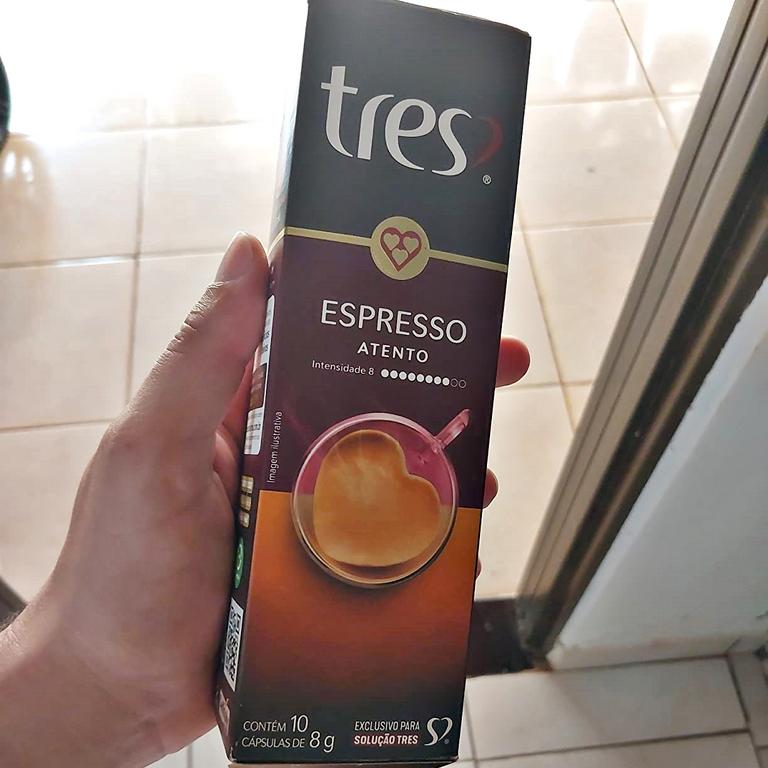 tres
®
ESPRESSO
ATENTO
Intensidade 8
Imagem ilustrativa
CONTÉM 10
CÁPSULAS DE 8 g
EXCLUSIVO PARA
SOLUÇÃO TRES